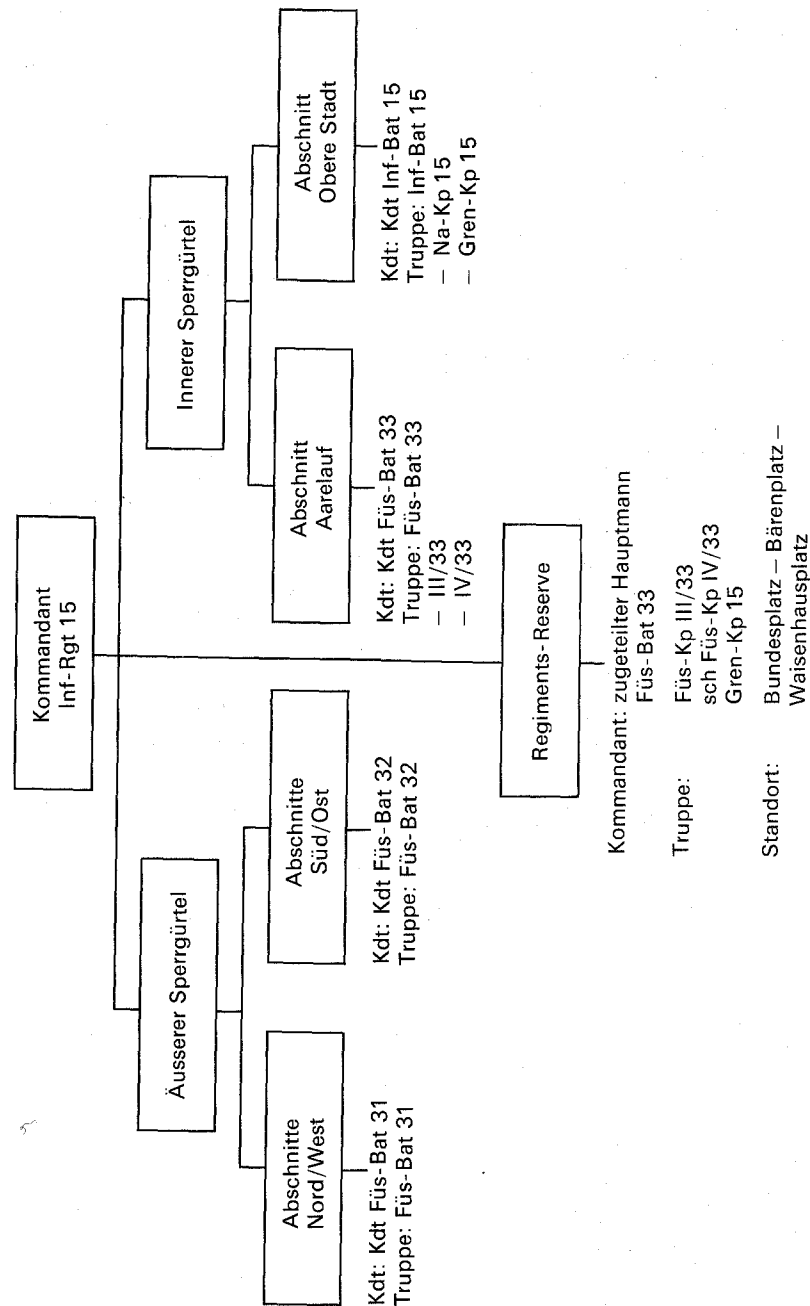 Kommandant
Inf-Rgt 15
Äusserer Sperrgürtel
Innerer Sperrgürtel
Abschnitte
Nord/West
Kdt: Kdt Füs-Bat 31
Truppe: Füs-Bat 31
Abschnitte
Süd/Ost
Kdt: Kdt Füs-Bat 32
Truppe: Füs-Bat 32
Abschnitt
Aarelauf
Kdt: Kdt Füs-Bat 33
Truppe: Füs-Bat 33
– III/33
– IV/33
Abschnitt
Obere Stadt
Kdt: Kdt Inf-Bat 15
Truppe: Inf-Bat 15
– Na-Kp 15
– Gren-Kp 15
Regiments-Reserve
Kommandant: zugeteilter Hauptmann
Füs-Bat 33
Truppe: Füs-Kp III/33
sch Füs-Kp IV/33
Gren-Kp 15
Standort: Bundesplatz – Bärenplatz –
Waisenhausplatz